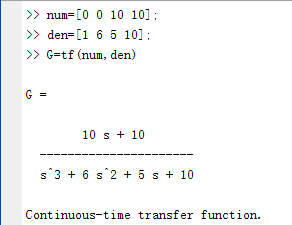 >> num=[0 0 10 10];
>> den=[1 6 5 10];
>> G=tf(num,den)
G =
10 s + 10
-----------------------
s^3 + 6 s^2 + 5 s + 10
Continuous-time transfer function.